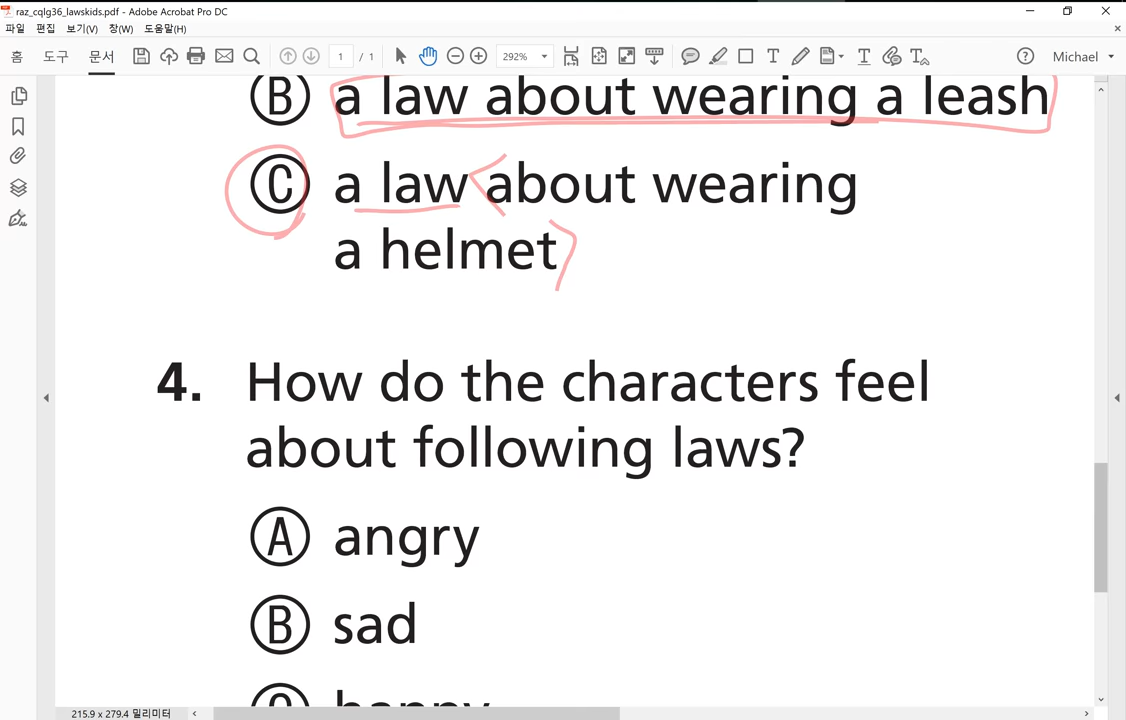 raz_cqlg36_lawskids.pdf - Adobe Acrobat Pro DC
파일 편집 보기(V) 창(W) 도움말(H)
홈 도구 문서 1 / 1 292% Michael
B a law about wearing a leash
C a law about wearing
a helmet
4. How do the characters feel
about following laws?
A angry
B sad
C happy
215.9 x 279.4 밀리미터